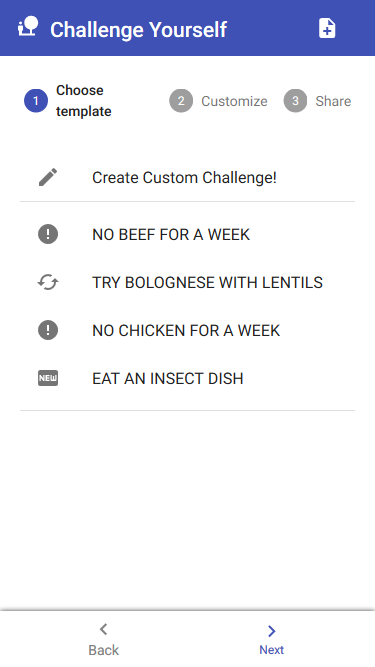 Challenge Yourself
1 Choose template
2 Customize
3 Share
Create Custom Challenge!
NO BEEF FOR A WEEK
TRY BOLOGNESE WITH LENTILS
NO CHICKEN FOR A WEEK
NEW EAT AN INSECT DISH
Back
Next